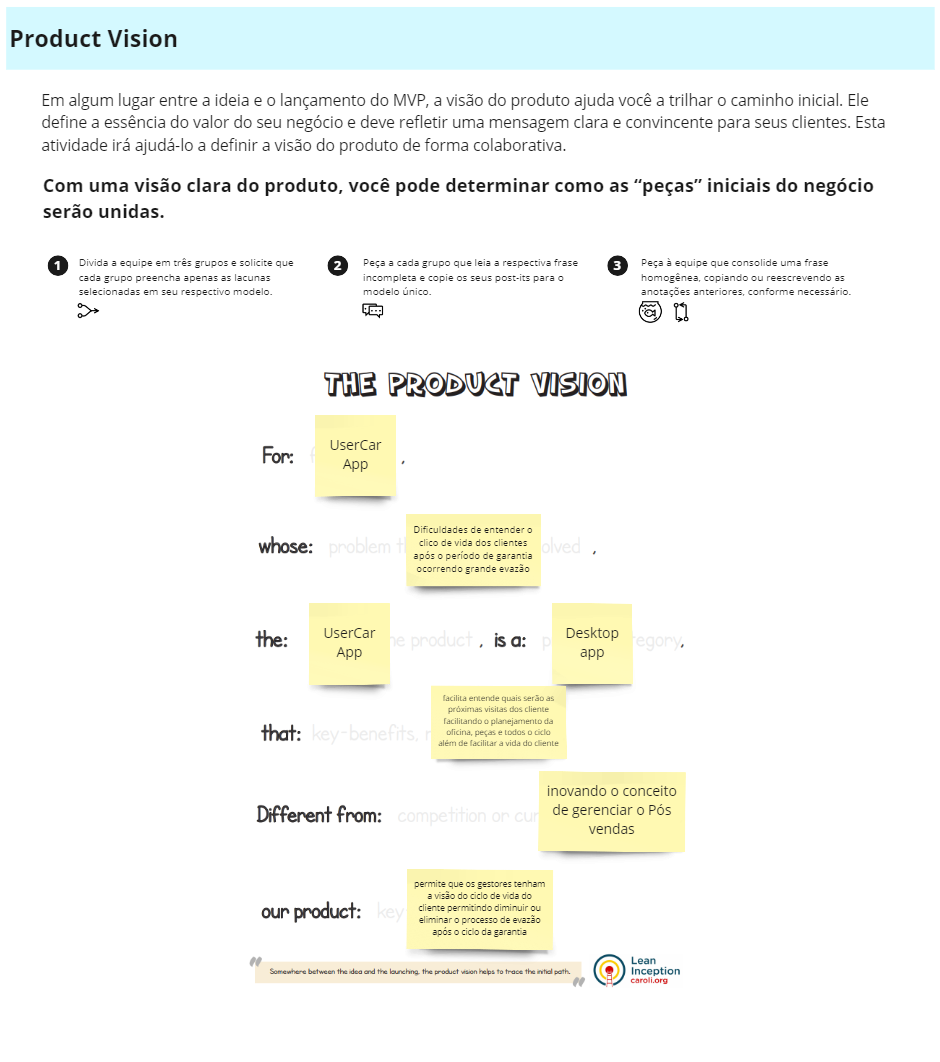 Product Vision
Em algum lugar entre a ideia e o lançamento do MVP, a visão do produto ajuda você a trilhar o caminho inicial. Ele
define a essência do valor do seu negócio e deve refletir uma mensagem clara e convincente para seus clientes. Esta
atividade irá ajudá-lo a definir a visão do produto de forma colaborativa.
Com uma visão clara do produto, você pode determinar como as “peças” iniciais do negócio
serão unidas.
1
Divida a equipe em três grupos e solicite que
cada grupo preencha apenas as lacunas
selecionadas em seu respectivo modelo.
2
Peça a cada grupo que leia a respectiva frase
incompleta e copie os seus post-its para o
modelo único.
3
Peça à equipe que consolide uma frase
homogênea, copiando ou reescrevendo as
anotações anteriores, conforme necessário.
THE PRODUCT VISION
For:
UserCar
App
,
whose: problem
Dificuldades de entender o
clico de vida dos clientes
após o período de garantia
ocorrendo grande evazão
olved ,
the:
UserCar
App
he product , is a:
Desktop
app
egory,
that: key-benefits,
facilita entende quais serão as
próximas visitas dos cliente
facilitando o planejamento da
oficina, peças e todos o ciclo
além de facilitar a vida do cliente
Different from: competition or cur
inovando o conceito
de gerenciar o Pós
vendas
our product: key
permite que os gestores tenham
a visão do ciclo de vida do
cliente permitindo diminuir ou
eliminar o processo de evazão
após o ciclo da garantia
" Somewhere between the idea and the launching, the product vision helps to trace the initial path. "
Lean
Inception
caroli.org